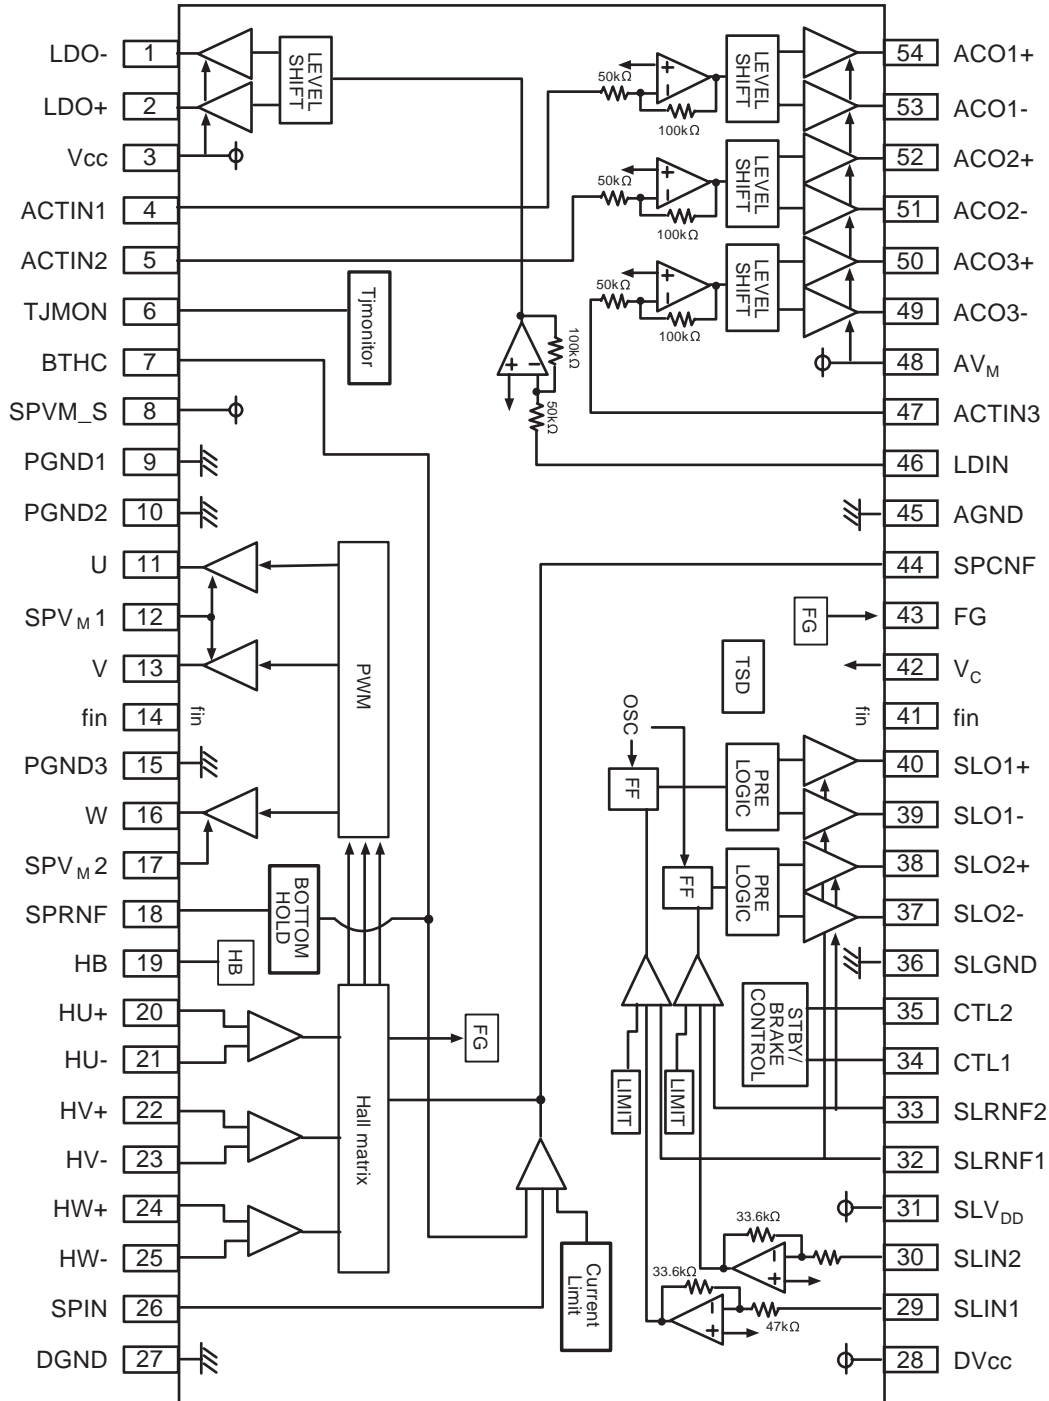 LDO- 1
LDO+ 2
Vcc 3
ACTIN1 4
ACTIN2 5
TJMON 6
BTHC 7
SPVM_S 8
PGND1 9
PGND2 10
U 11
SPVM1 12
V 13
fin 14 fin
PGND3 15
W 16
SPVM2 17
SPRNF 18
HB 19
HU+ 20
HU- 21
HV+ 22
HV- 23
HW+ 24
HW- 25
SPIN 26
DGND 27
LEVEL
SHIFT
Tjmonitor
+ -
100kΩ
50kΩ
PWM
BOTTOM
HOLD
HB
FG
Hall matrix
Current
Limit
50kΩ
+
-
100kΩ
LEVEL
SHIFT
50kΩ
+
-
100kΩ
LEVEL
SHIFT
50kΩ
+
-
100kΩ
LEVEL
SHIFT
FG
TSD
OSC
FF
PRE
LOGIC
FF
PRE
LOGIC
STBY/
BRAKE
CONTROL
LIMIT
LIMIT
33.6kΩ
-
+
33.6kΩ
-
+
47kΩ
54 ACO1+
53 ACO1-
52 ACO2+
51 ACO2-
50 ACO3+
49 ACO3-
48 AVM
47 ACTIN3
46 LDIN
45 AGND
44 SPCNF
43 FG
42 VC
fin 41 fin
40 SLO1+
39 SLO1-
38 SLO2+
37 SLO2-
36 SLGND
35 CTL2
34 CTL1
33 SLRNF2
32 SLRNF1
31 SLVDD
30 SLIN2
29 SLIN1
28 DVcc